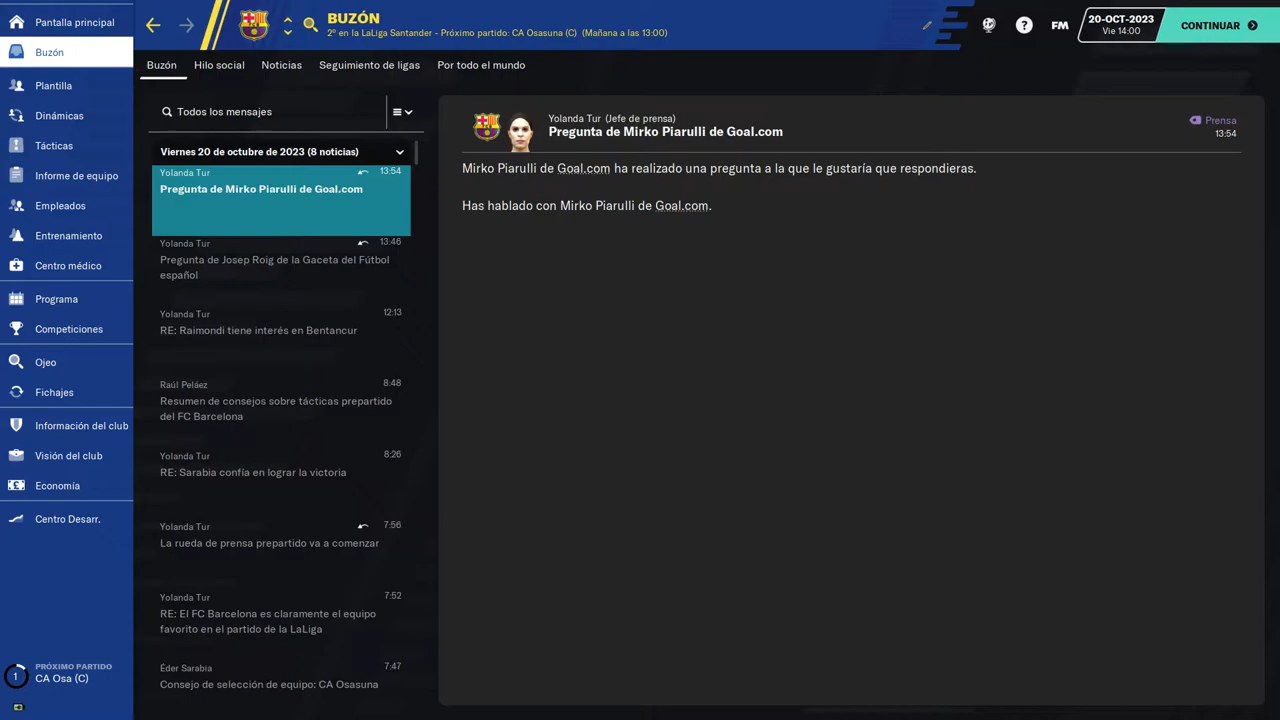 Pantalla principal
Buzón
Plantilla
Dinámicas
Tácticas
Informe de equipo
Empleados
Entrenamiento
Centro médico
Programa
Competiciones
Ojeo
Fichajes
Información del club
Visión del club
Economía
Centro Desarr.
1
PRÓXIMO PARTIDO
CA Osa (C)
BUZÓN
2º en la LaLiga Santander - Próximo partido: CA Osasuna (C) (Mañana a las 13:00)
?
FM
20-OCT-2023
Vie 14:00
CONTINUAR
Buzón
Hilo social
Noticias
Seguimiento de ligas
Por todo el mundo
Todos los mensajes
Viernes 20 de octubre de 2023 (8 noticias)
Yolanda Tur 13:54
Pregunta de Mirko Piarulli de Goal.com
Yolanda Tur 13:46
Pregunta de Josep Roig de la Gaceta del Fútbol
español
Yolanda Tur 12:13
RE: Raimondi tiene interés en Bentancur
Raúl Peláez 8:48
Resumen de consejos sobre tácticas prepartido
del FC Barcelona
Yolanda Tur 8:26
RE: Sarabia confía en lograr la victoria
Yolanda Tur 7:56
La rueda de prensa prepartido va a comenzar
Yolanda Tur 7:52
RE: El FC Barcelona es claramente el equipo
favorito en el partido de la LaLiga
Eder Sarabia 7:47
Consejo de selección de equipo: CA Osasuna
Yolanda Tur (Jefe de prensa)
Pregunta de Mirko Piarulli de Goal.com
Prensa
13:54
Mirko Piarulli de Goal.com ha realizado una pregunta a la que le gustaría que respondieras.
Has hablado con Mirko Piarulli de Goal.com.